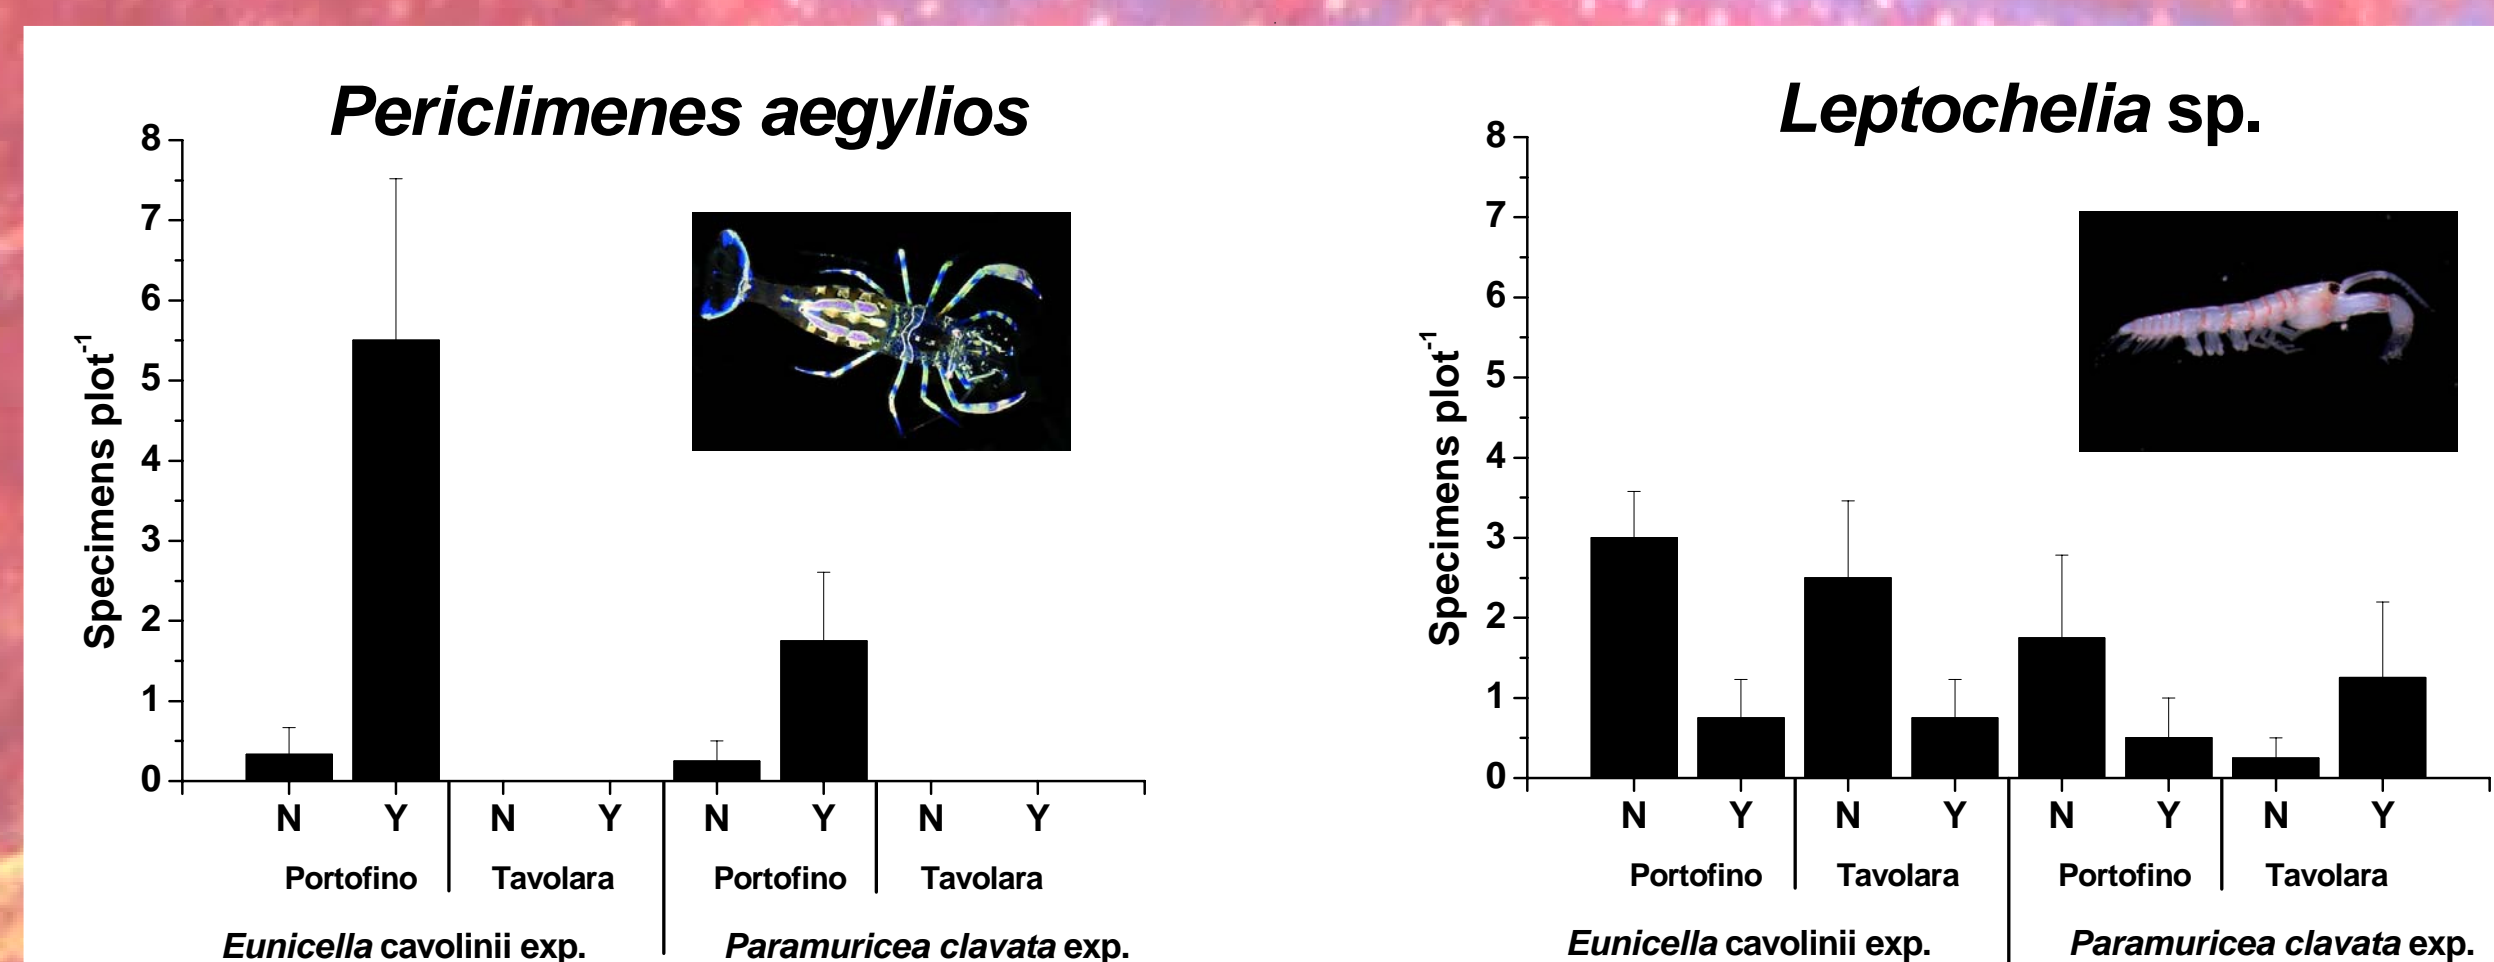 Periclimenes aegylios
8
7
6
5
4
3
2
1
0
Specimens plot-1
N Y N Y N Y N Y
Portofino Tavolara Portofino Tavolara
Eunicella cavolinii exp. Paramuricea clavata exp.
Leptochelia sp.
8
7
6
5
4
3
2
1
0
Specimens plot-1
N Y N Y N Y N Y
Portofino Tavolara Portofino Tavolara
Eunicella cavolinii exp. Paramuricea clavata exp.